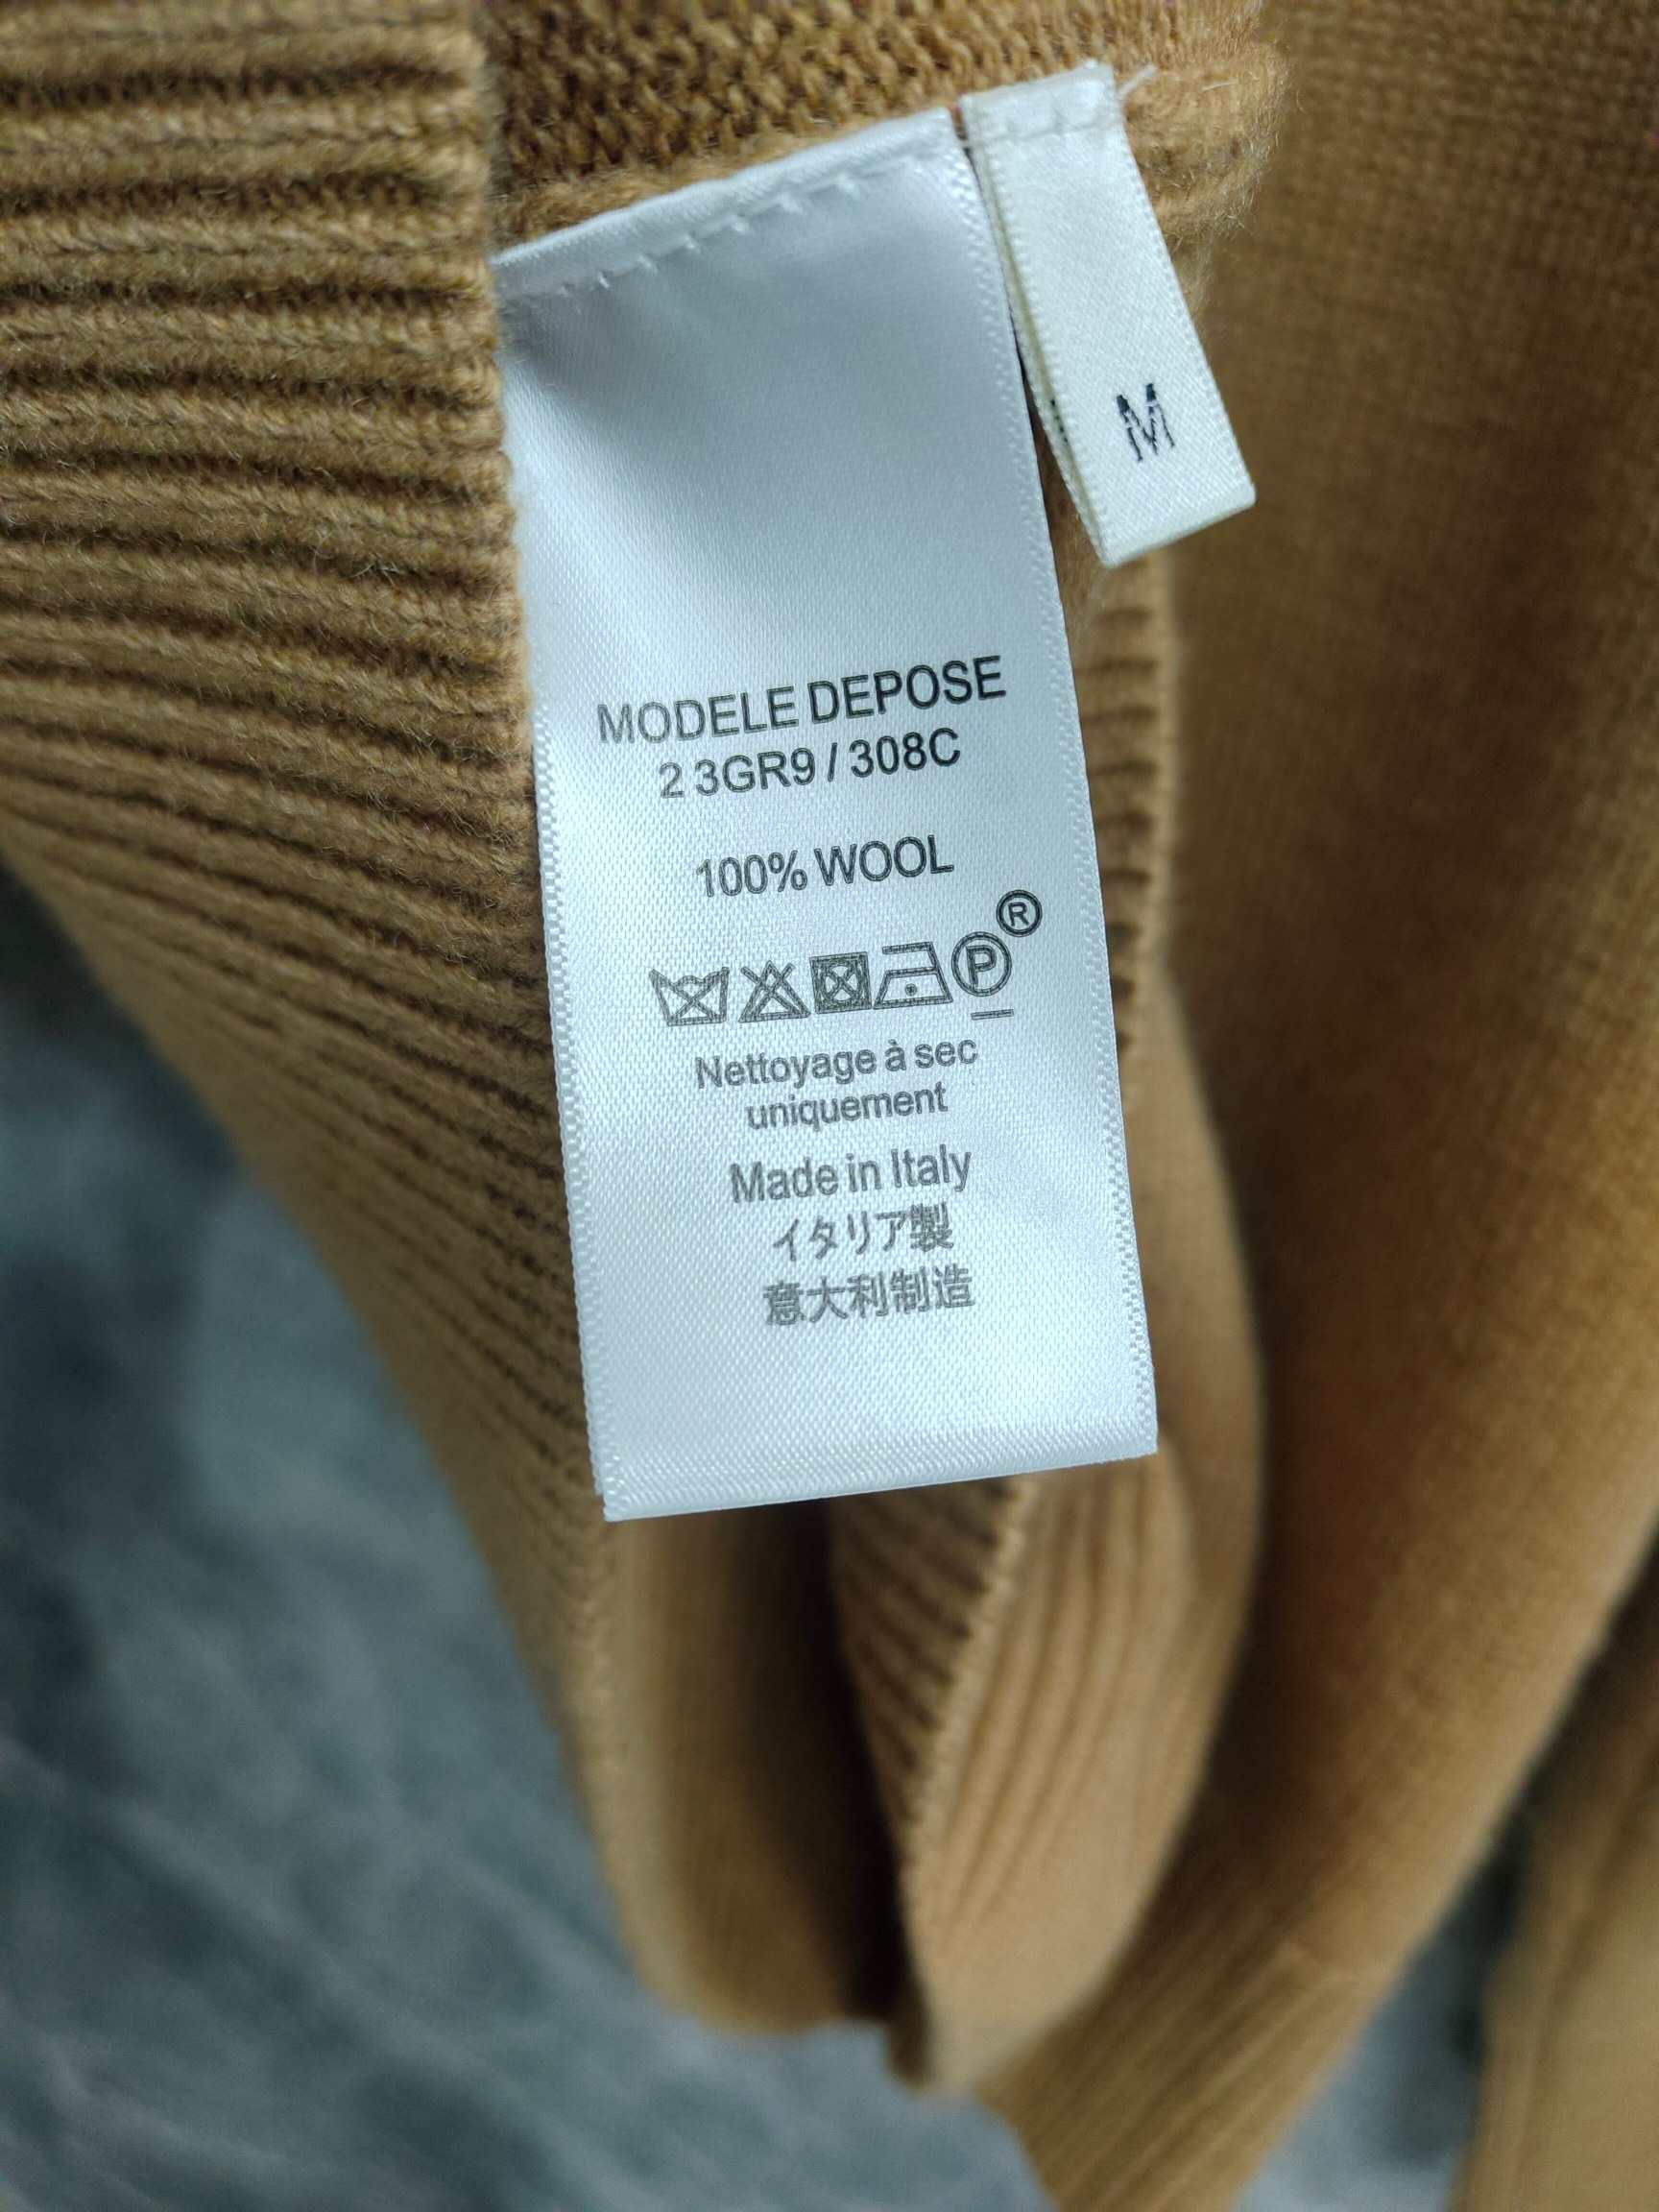 M
MODELE DEPOSE
2 3GR9 / 308C
100% WOOL
P ®
Nettoyage à sec
uniquement
Made in Italy
イタリア製
意大利制造